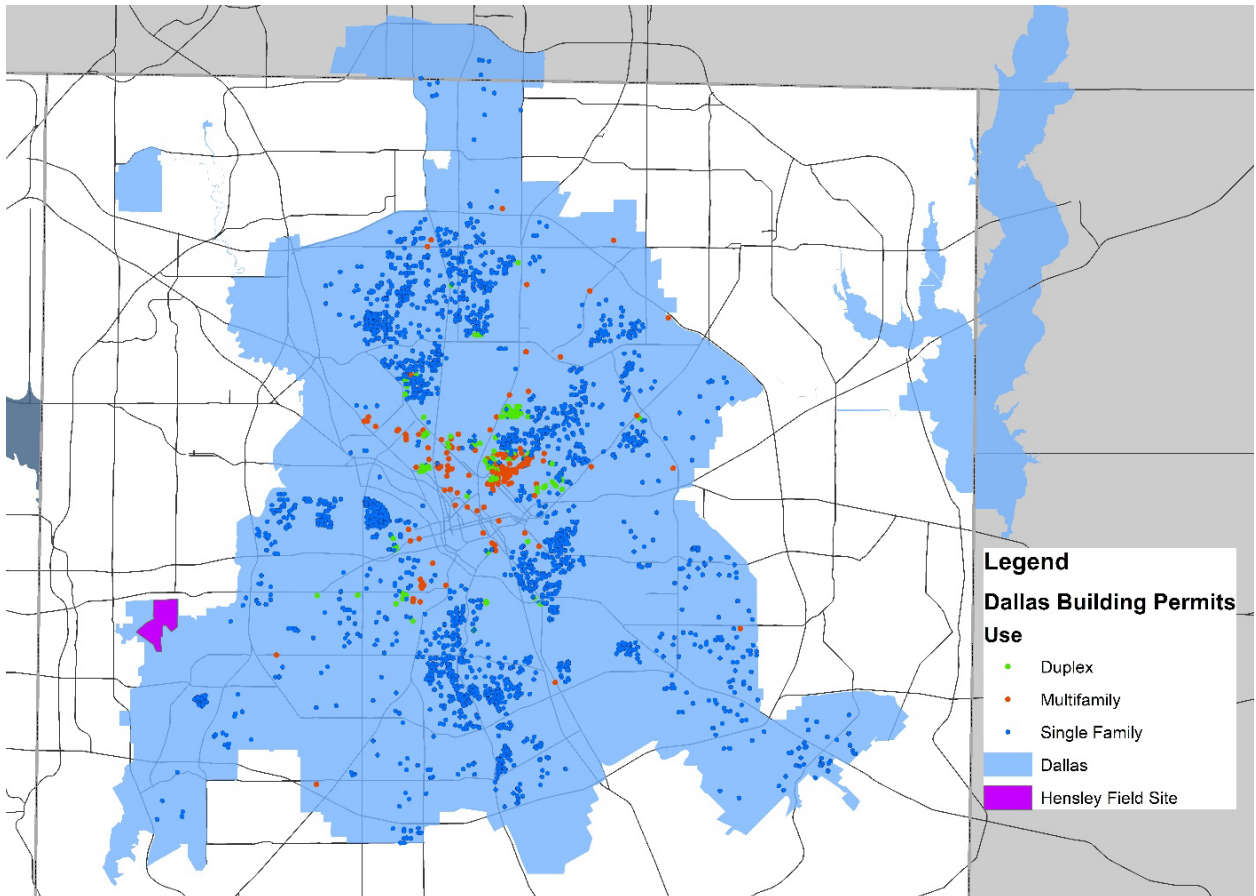 Legend
Dallas Building Permits
Use
Duplex
Multifamily
Single Family
Dallas
Hensley Field Site